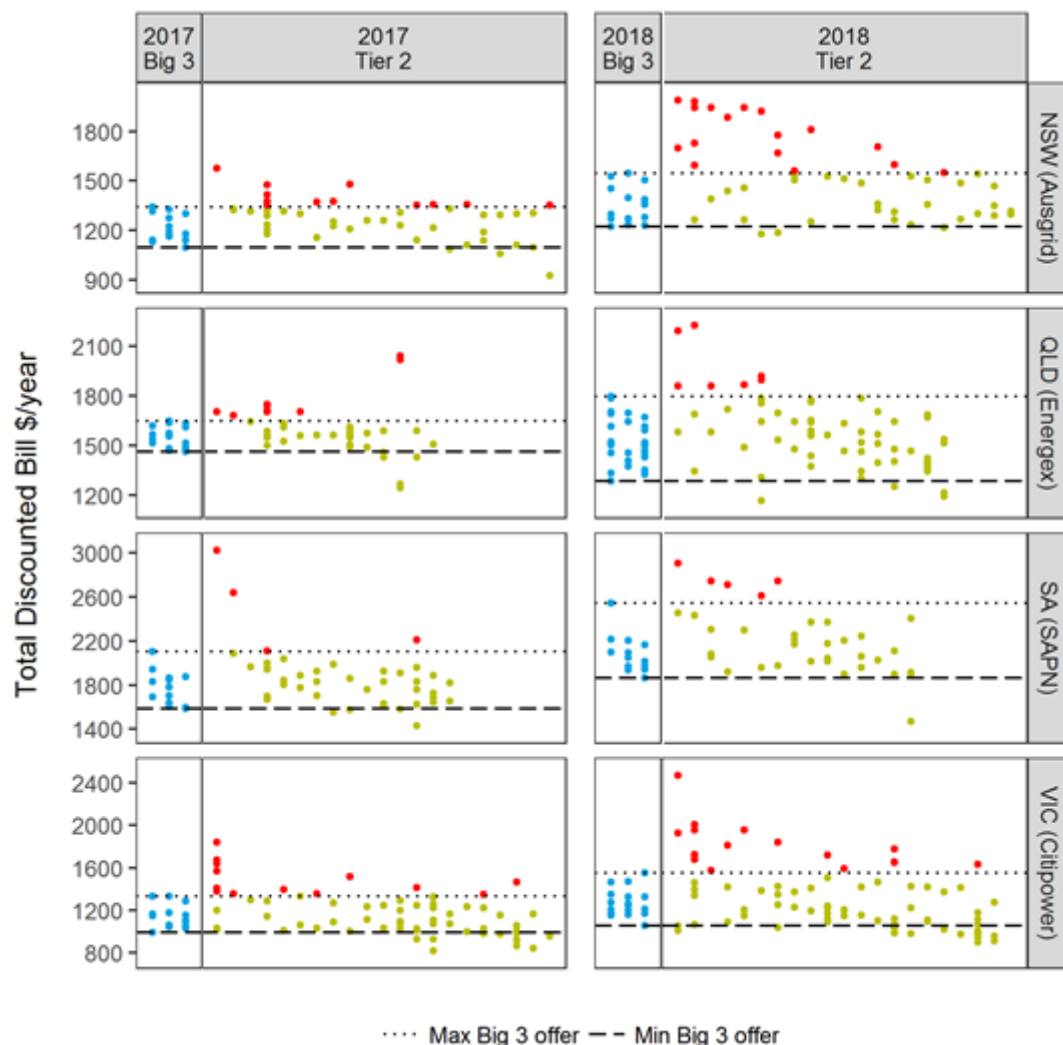 2017
Big 3
2017
Tier 2
2018
Big 3
2018
Tier 2
Total Discounted Bill $/year
1800
1500
1200
900
NSW (Ausgrid)
2100
1800
1500
1200
QLD (Energex)
3000
2600
2200
1800
1400
SA (SAPN)
2400
2000
1600
1200
800
VIC (Citipower)
Max Big 3 offer
Min Big 3 offer